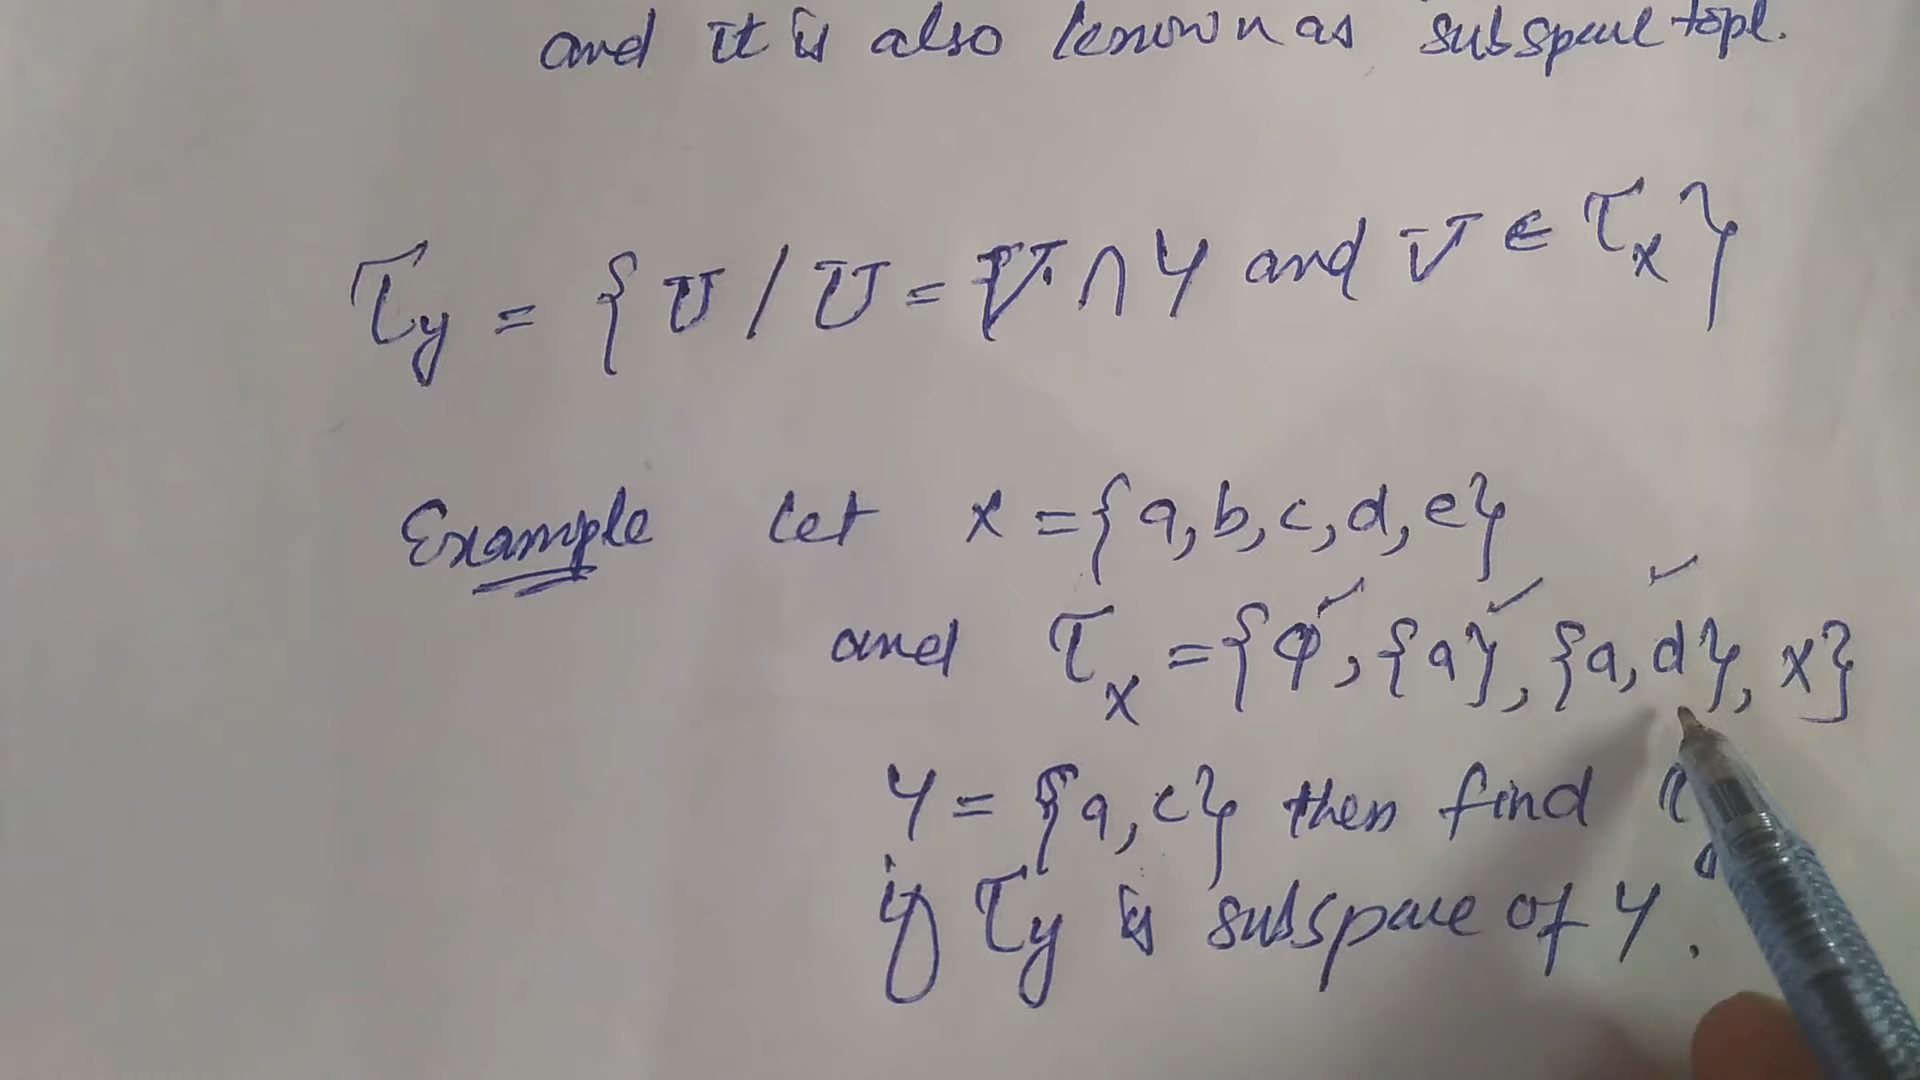 and it is also known as subspace topl.
τy = { U / U = V ∩ Y and V ∈ τx }
Example let x = {a, b, c, d, e}
and τx = {φ, {a}, {a, d}, x}
Y = {a, c} then find
if τy is subspace of Y.